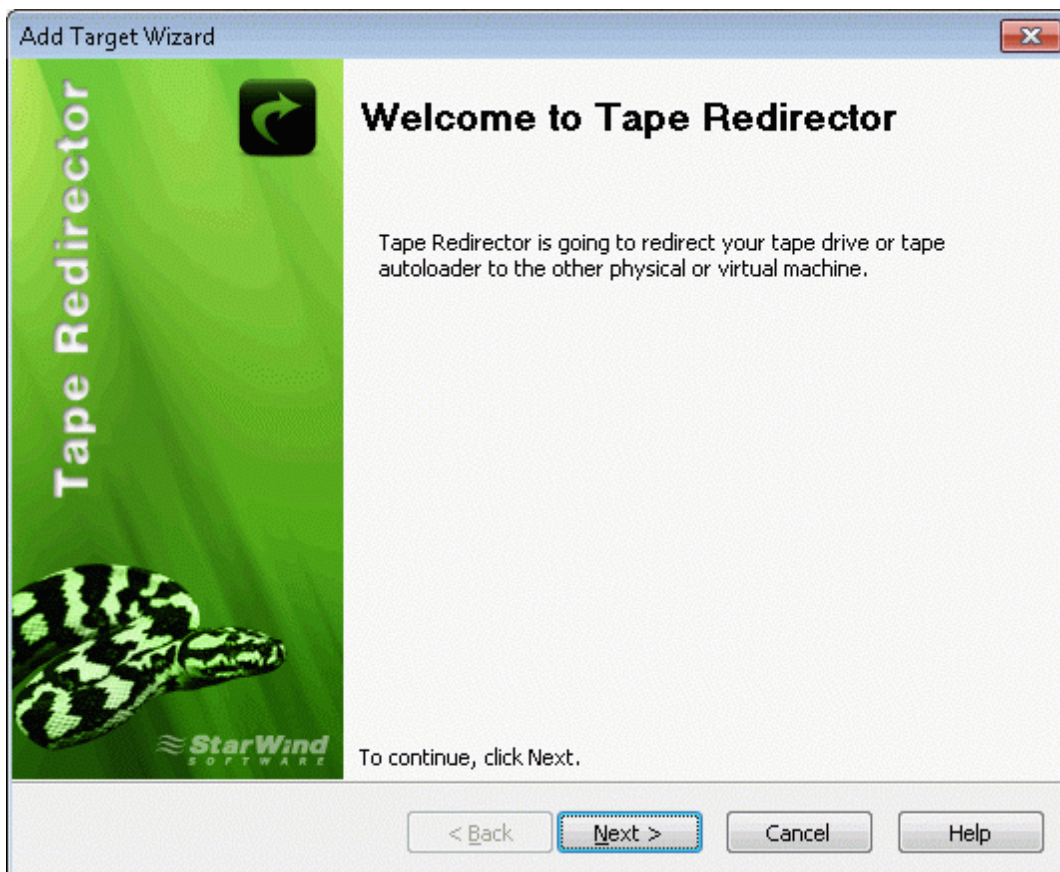 Add Target Wizard
Tape Redirector
Welcome to Tape Redirector
Tape Redirector is going to redirect your tape drive or tape
autoloader to the other physical or virtual machine.
StarWind
SOFTWARE
To continue, click Next.
< Back
Next >
Cancel
Help